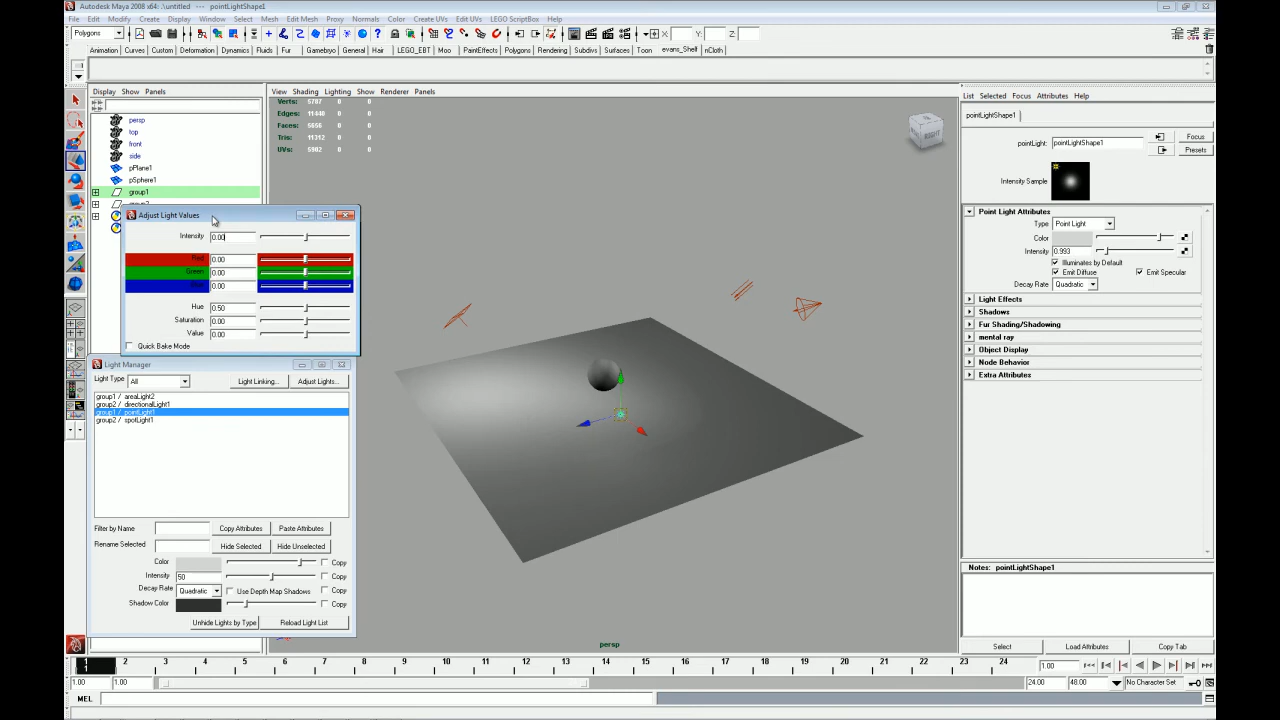 Autodesk Maya 2008 x64: .\untitled --- pointLightShape1
File Edit Modify Create Display Window Select Mesh Edit Mesh Proxy Normals Color Create UVs Edit UVs LEGO ScriptBox Help
Polygons X: Y: Z:
Animation Curves Custom Deformation Dynamics Fluids Fur Gamebryo General Hair LEGO_EBT Moo PaintEffects Polygons Rendering Subdivs Surfaces Toon evans_Shelf nCloth
Display Show Panels
View Shading Lighting Show Renderer Panels
Verts: 5787 0 0
Edges: 11440 0 0
Faces: 5656 0 0
Tris: 11312 0 0
UVs: 5982 0 0
persp
top
front
side
pPlane1
pSphere1
group1
RIGHT
Adjust Light Values
Intensity 0.00
Red 0.00
Green 0.00
0.00
Hue 0.50
Saturation 0.00
Value 0.00
Quick Bake Mode
Light Manager
Light Type All Light Linking... Adjust Lights...
group1 / areaLight2
group2 / directionalLight1
group1 / pointLight1
group2 / spotLight1
Filter by Name Copy Attributes Paste Attributes
Rename Selected Hide Selected Hide Unselected
Color Copy
Intensity 50 Copy
Decay Rate Quadratic Use Depth Map Shadows Copy
Shadow Color Copy
Unhide Lights by Type Reload Light List
persp
List Selected Focus Attributes Help
pointLightShape1
pointLight: pointLightShape1 Focus
Presets
Intensity Sample
Point Light Attributes
Type Point Light
Color
Intensity 0.993
Illuminates by Default
Emit Diffuse Emit Specular
Decay Rate Quadratic
Light Effects
Shadows
Fur Shading/Shadowing
mental ray
Object Display
Node Behavior
Extra Attributes
Notes: pointLightShape1
Select Load Attributes Copy Tab
1 2 3 4 5 6 7 8 9 10 11 12 13 14 15 16 17 18 19 20 21 22 23 24 1.00
1
1.00 1.00 24.00 48.00 No Character Set
MEL